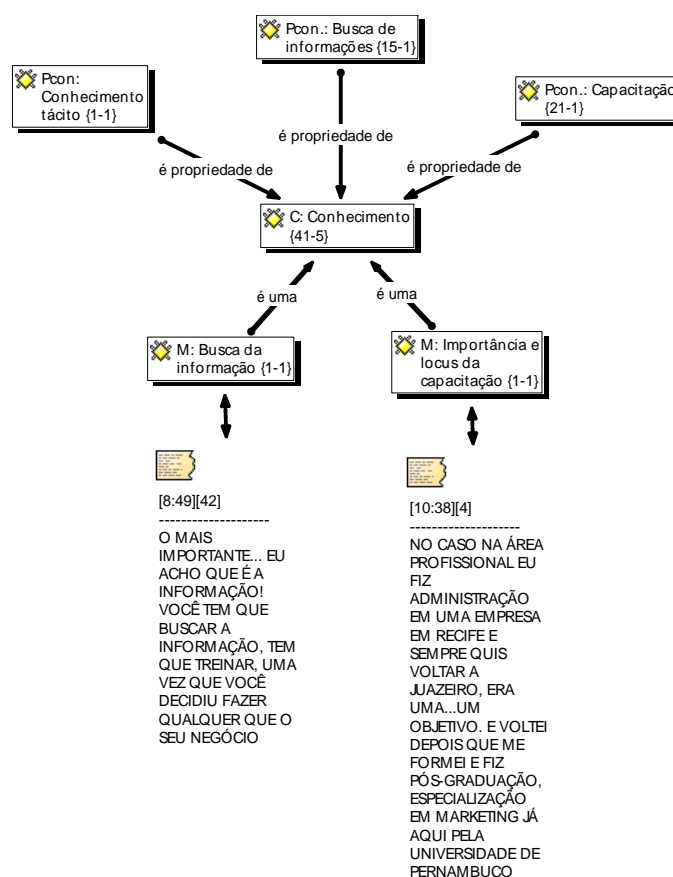 Pcon.: Busca de
informações {15-1}
Pcon:
Conhecimento
tácito {1-1}
Pcon.: Capacitação
{21-1}
é propriedade de
é propriedade de
é propriedade de
C: Conhecimento
{41-5}
é uma
é uma
M: Busca da
informação {1-1}
M: Importância e
locus da
capacitação {1-1}
[8:49][42]
--------------------
O MAIS
IMPORTANTE... EU
ACHO QUE É A
INFORMAÇÃO!
VOCÊ TEM QUE
BUSCAR A
INFORMAÇÃO, TEM
QUE TREINAR, UMA
VEZ QUE VOCÊ
DECIDIU FAZER
QUALQUER QUE O
SEU NEGÓCIO
[10:38][4]
--------------------
NO CASO NA ÁREA
PROFISSIONAL EU
FIZ
ADMINISTRAÇÃO
EM UMA EMPRESA
EM RECIFE E
SEMPRE QUIS
VOLTAR A
JUAZEIRO, ERA
UMA...UM
OBJETIVO. E VOLTEI
DEPOIS QUE ME
FORMEI E FIZ
PÓS-GRADUAÇÃO,
ESPECIALIZAÇÃO
EM MARKETING JÁ
AQUI PELA
UNIVERSIDADE DE
PERNAMBUCO